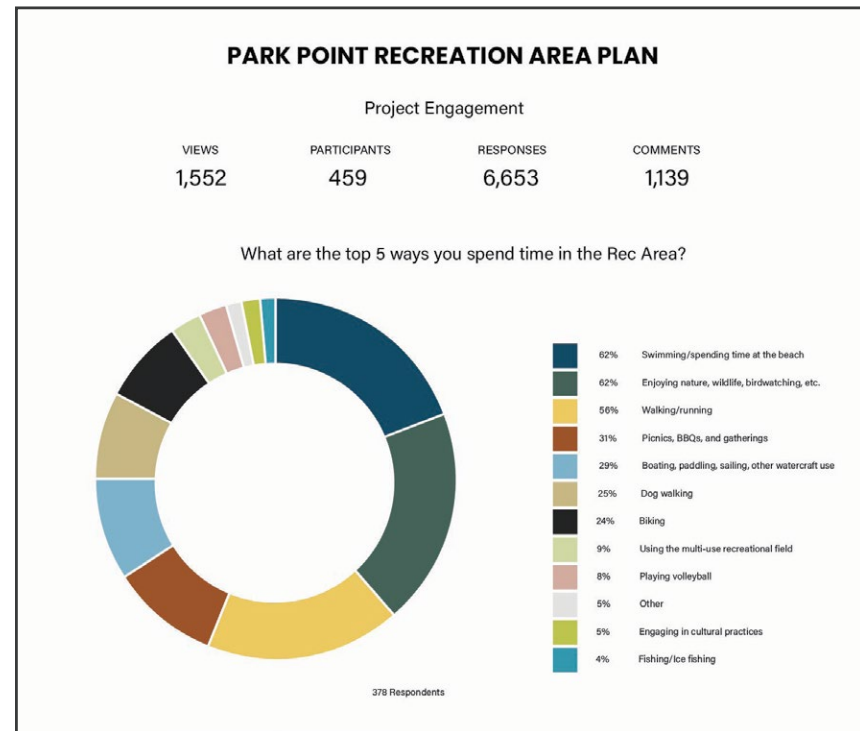 PARK POINT RECREATION AREA PLAN
Project Engagement
VIEWS PARTICIPANTS RESPONSES COMMENTS
1,552 459 6,653 1,139
What are the top 5 ways you spend time in the Rec Area?
62% Swimming/spending time at the beach
62% Enjoying nature, wildlife, birdwatching, etc.
56% Walking/running
31% Picnics, BBQs, and gatherings
29% Boating, paddling, sailing, other watercraft use
25% Dog walking
24% Biking
9% Using the multi-use recreational field
8% Playing volleyball
5% Other
5% Engaging in cultural practices
4% Fishing/Ice fishing
378 Respondents